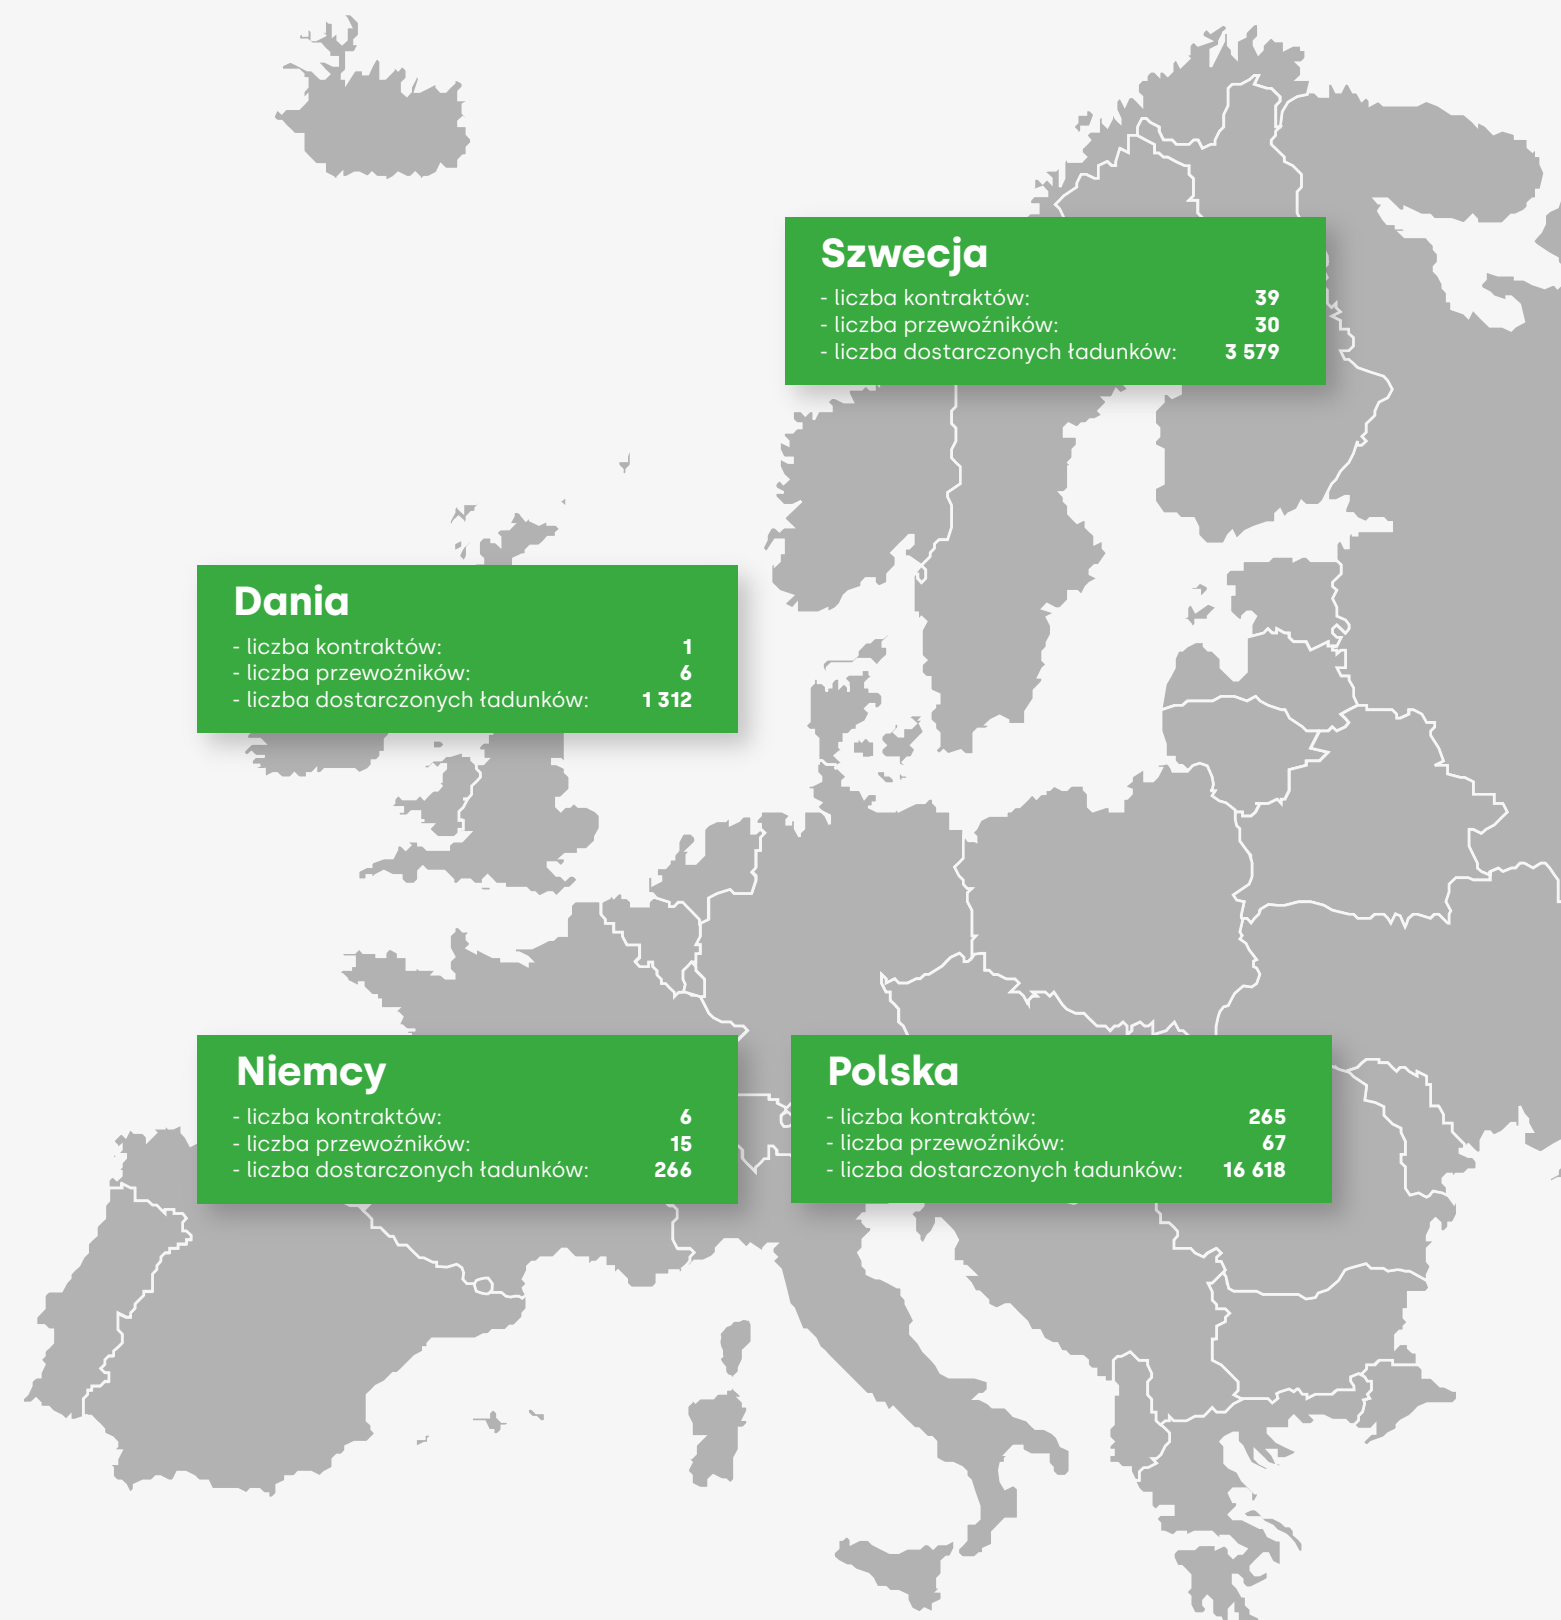 Szwecja
- liczba kontraktów: 39
- liczba przewoźników: 30
- liczba dostarczonych ładunków: 3 579
Dania
- liczba kontraktów: 1
- liczba przewoźników: 6
- liczba dostarczonych ładunków: 1 312
Niemcy
- liczba kontraktów: 6
- liczba przewoźników: 15
- liczba dostarczonych ładunków: 266
Polska
- liczba kontraktów: 265
- liczba przewoźników: 67
- liczba dostarczonych ładunków: 16 618